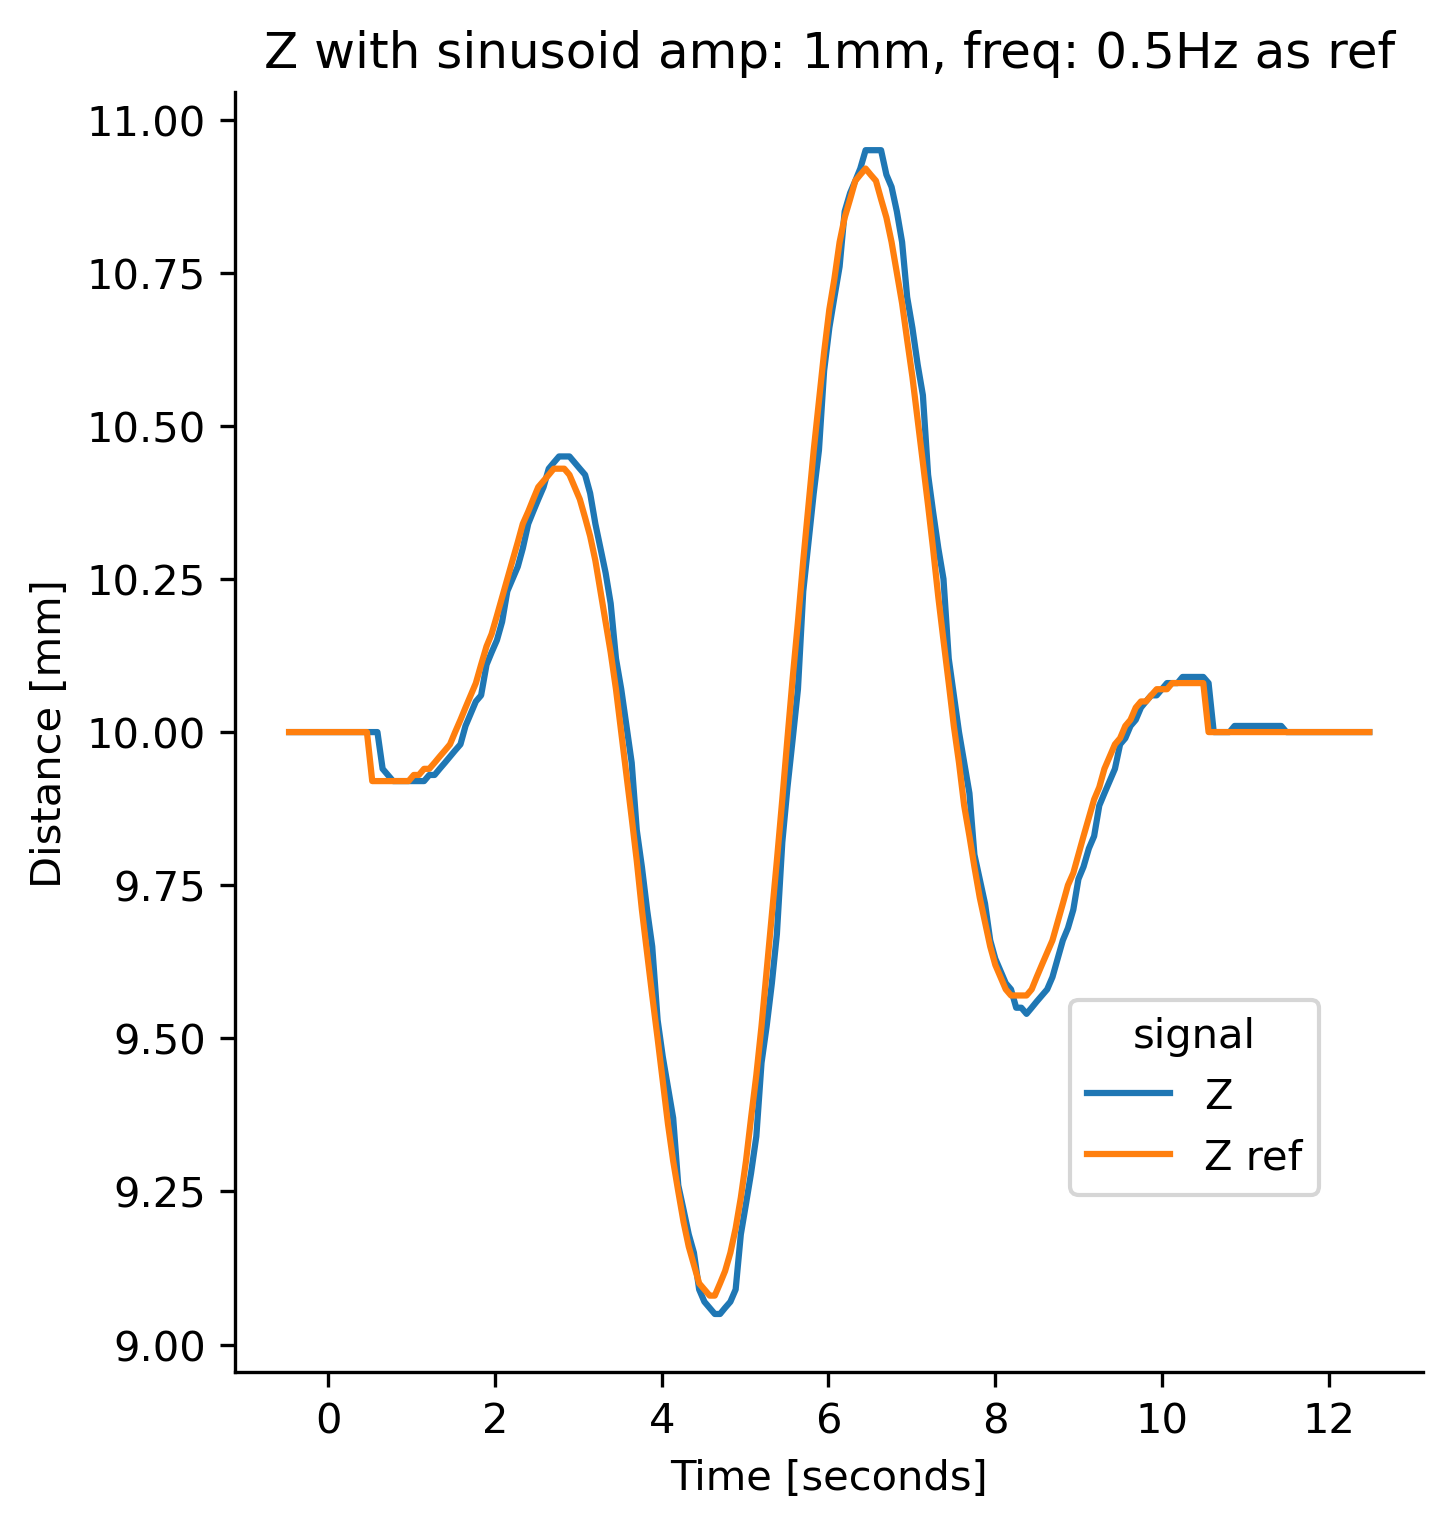 Z with sinusoid amp: 1mm, freq: 0.5Hz as ref
11.00
10.75
10.50
10.25
10.00
9.75
9.50
9.25
9.00
Distance [mm]
signal
Z
Z ref
0 2 4 6 8 10 12
Time [seconds]